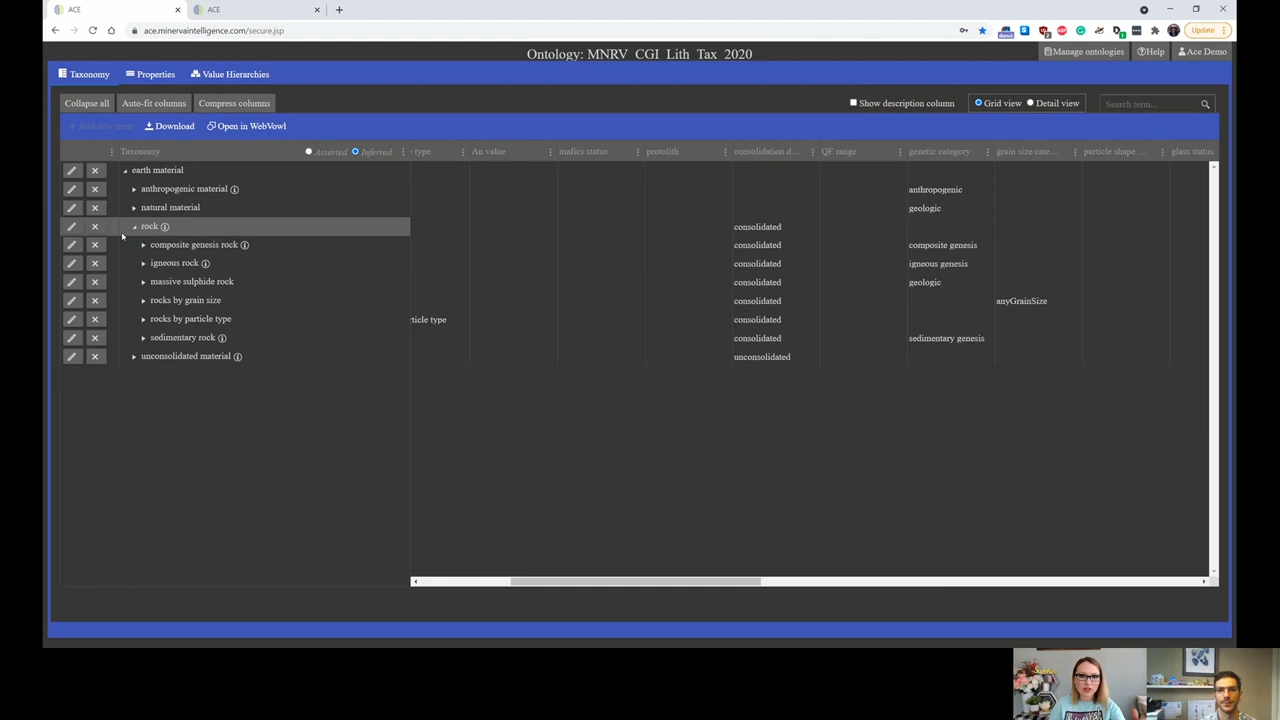 ACE
ACE
ace.minervaintelligence.com/secure.jsp
Update
Ontology: MNRV_CGI_Lith_Tax_2020
Manage ontologies
Help
Ace Demo
Taxonomy Properties Value Hierarchies
Collapse all Auto-fit columns Compress columns
Show description column Grid view Detail view Search term...
+ Add new term Download Open in WebVowl
Taxonomy Asserted Inferred type An value mafics status protolith consolidation d... QF range genetic category grain size cate... particle shape ... glass status
earth material
anthropogenic material anthropogenic
natural material geologic
rock consolidated
composite genesis rock consolidated composite genesis
igneous rock consolidated igneous genesis
massive sulphide rock consolidated geologic
rocks by grain size consolidated anyGrainSize
rocks by particle type ticle type consolidated
sedimentary rock consolidated sedimentary genesis
unconsolidated material unconsolidated